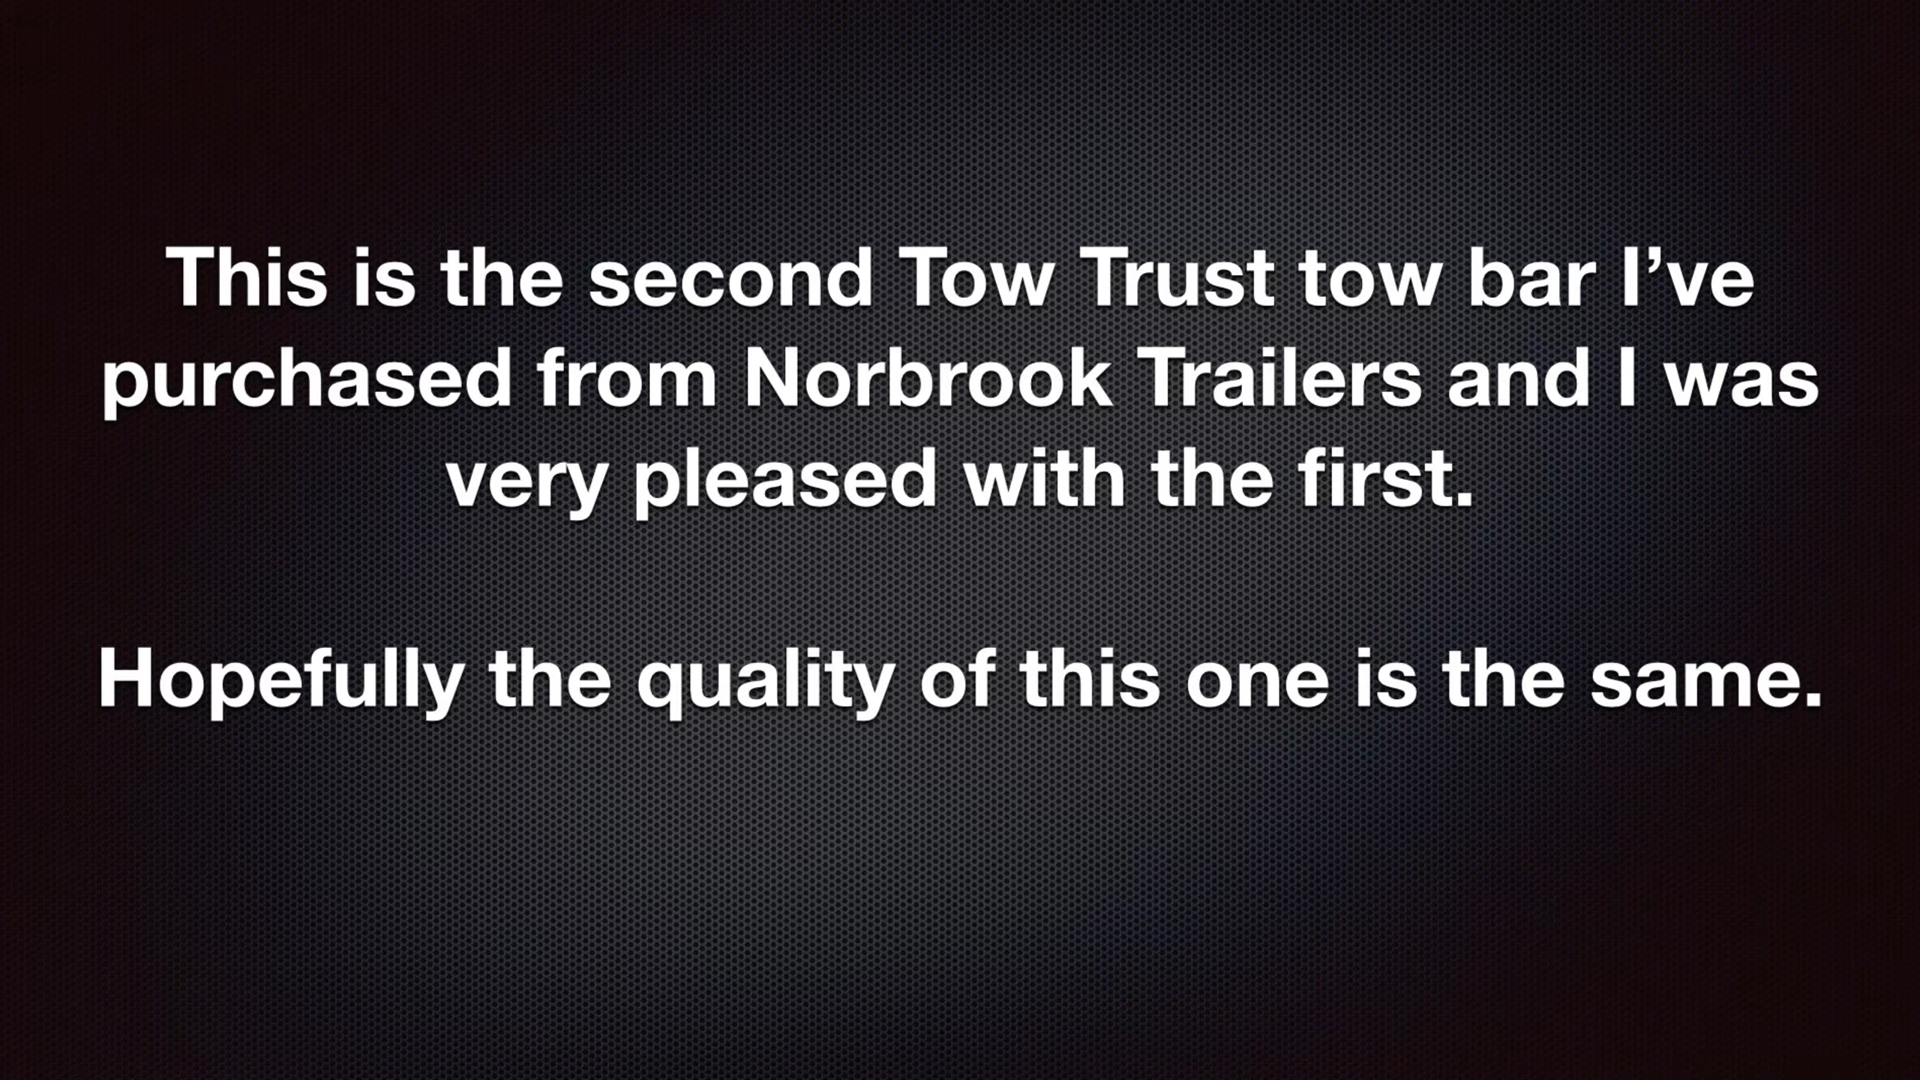 This is the second Tow Trust tow bar I’ve
purchased from Norbrook Trailers and I was
very pleased with the first.
Hopefully the quality of this one is the same.